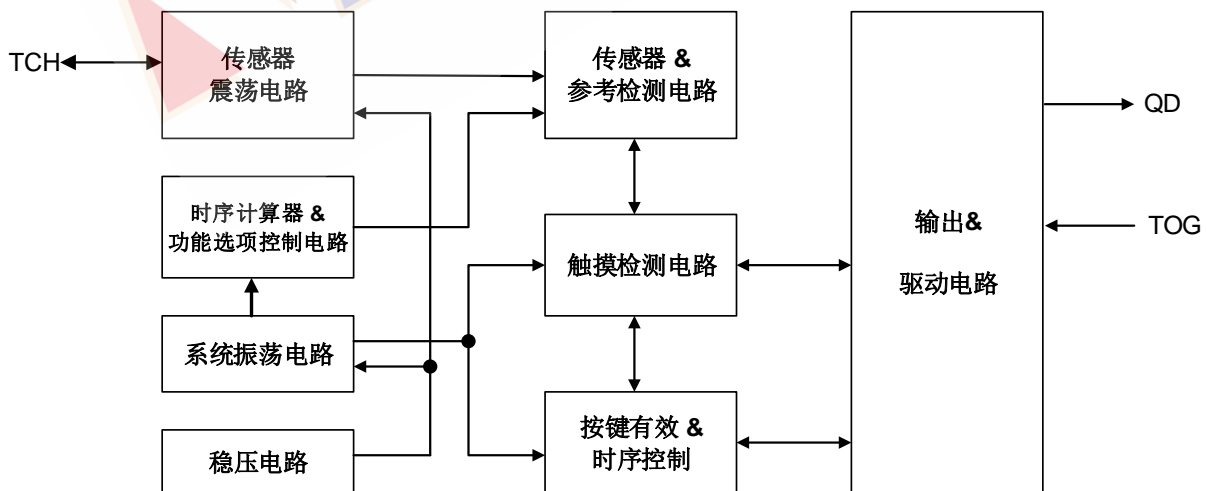 TCH
传感器
震荡电路
传感器 &
参考检测电路
QD
时序计算器 &
功能选项控制电路
触摸检测电路
输出&
驱动电路
TOG
系统振荡电路
稳压电路
按键有效 &
时序控制